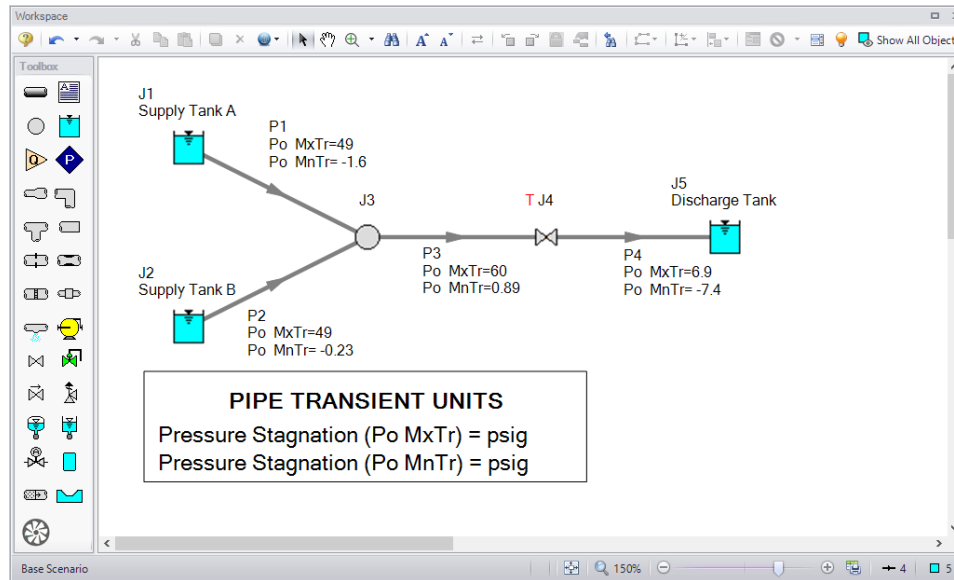 Workspace
Show All Object
Toolbox
J1
Supply Tank A
P1
Po MxTr=49
Po MnTr= -1.6
J3
T J4
J5
Discharge Tank
P3
Po MxTr=60
Po MnTr=0.89
P4
Po MxTr=6.9
Po MnTr= -7.4
J2
Supply Tank B
P2
Po MxTr=49
Po MnTr= -0.23
PIPE TRANSIENT UNITS
Pressure Stagnation (Po MxTr) = psig
Pressure Stagnation (Po MnTr) = psig
Base Scenario
150%
4
5